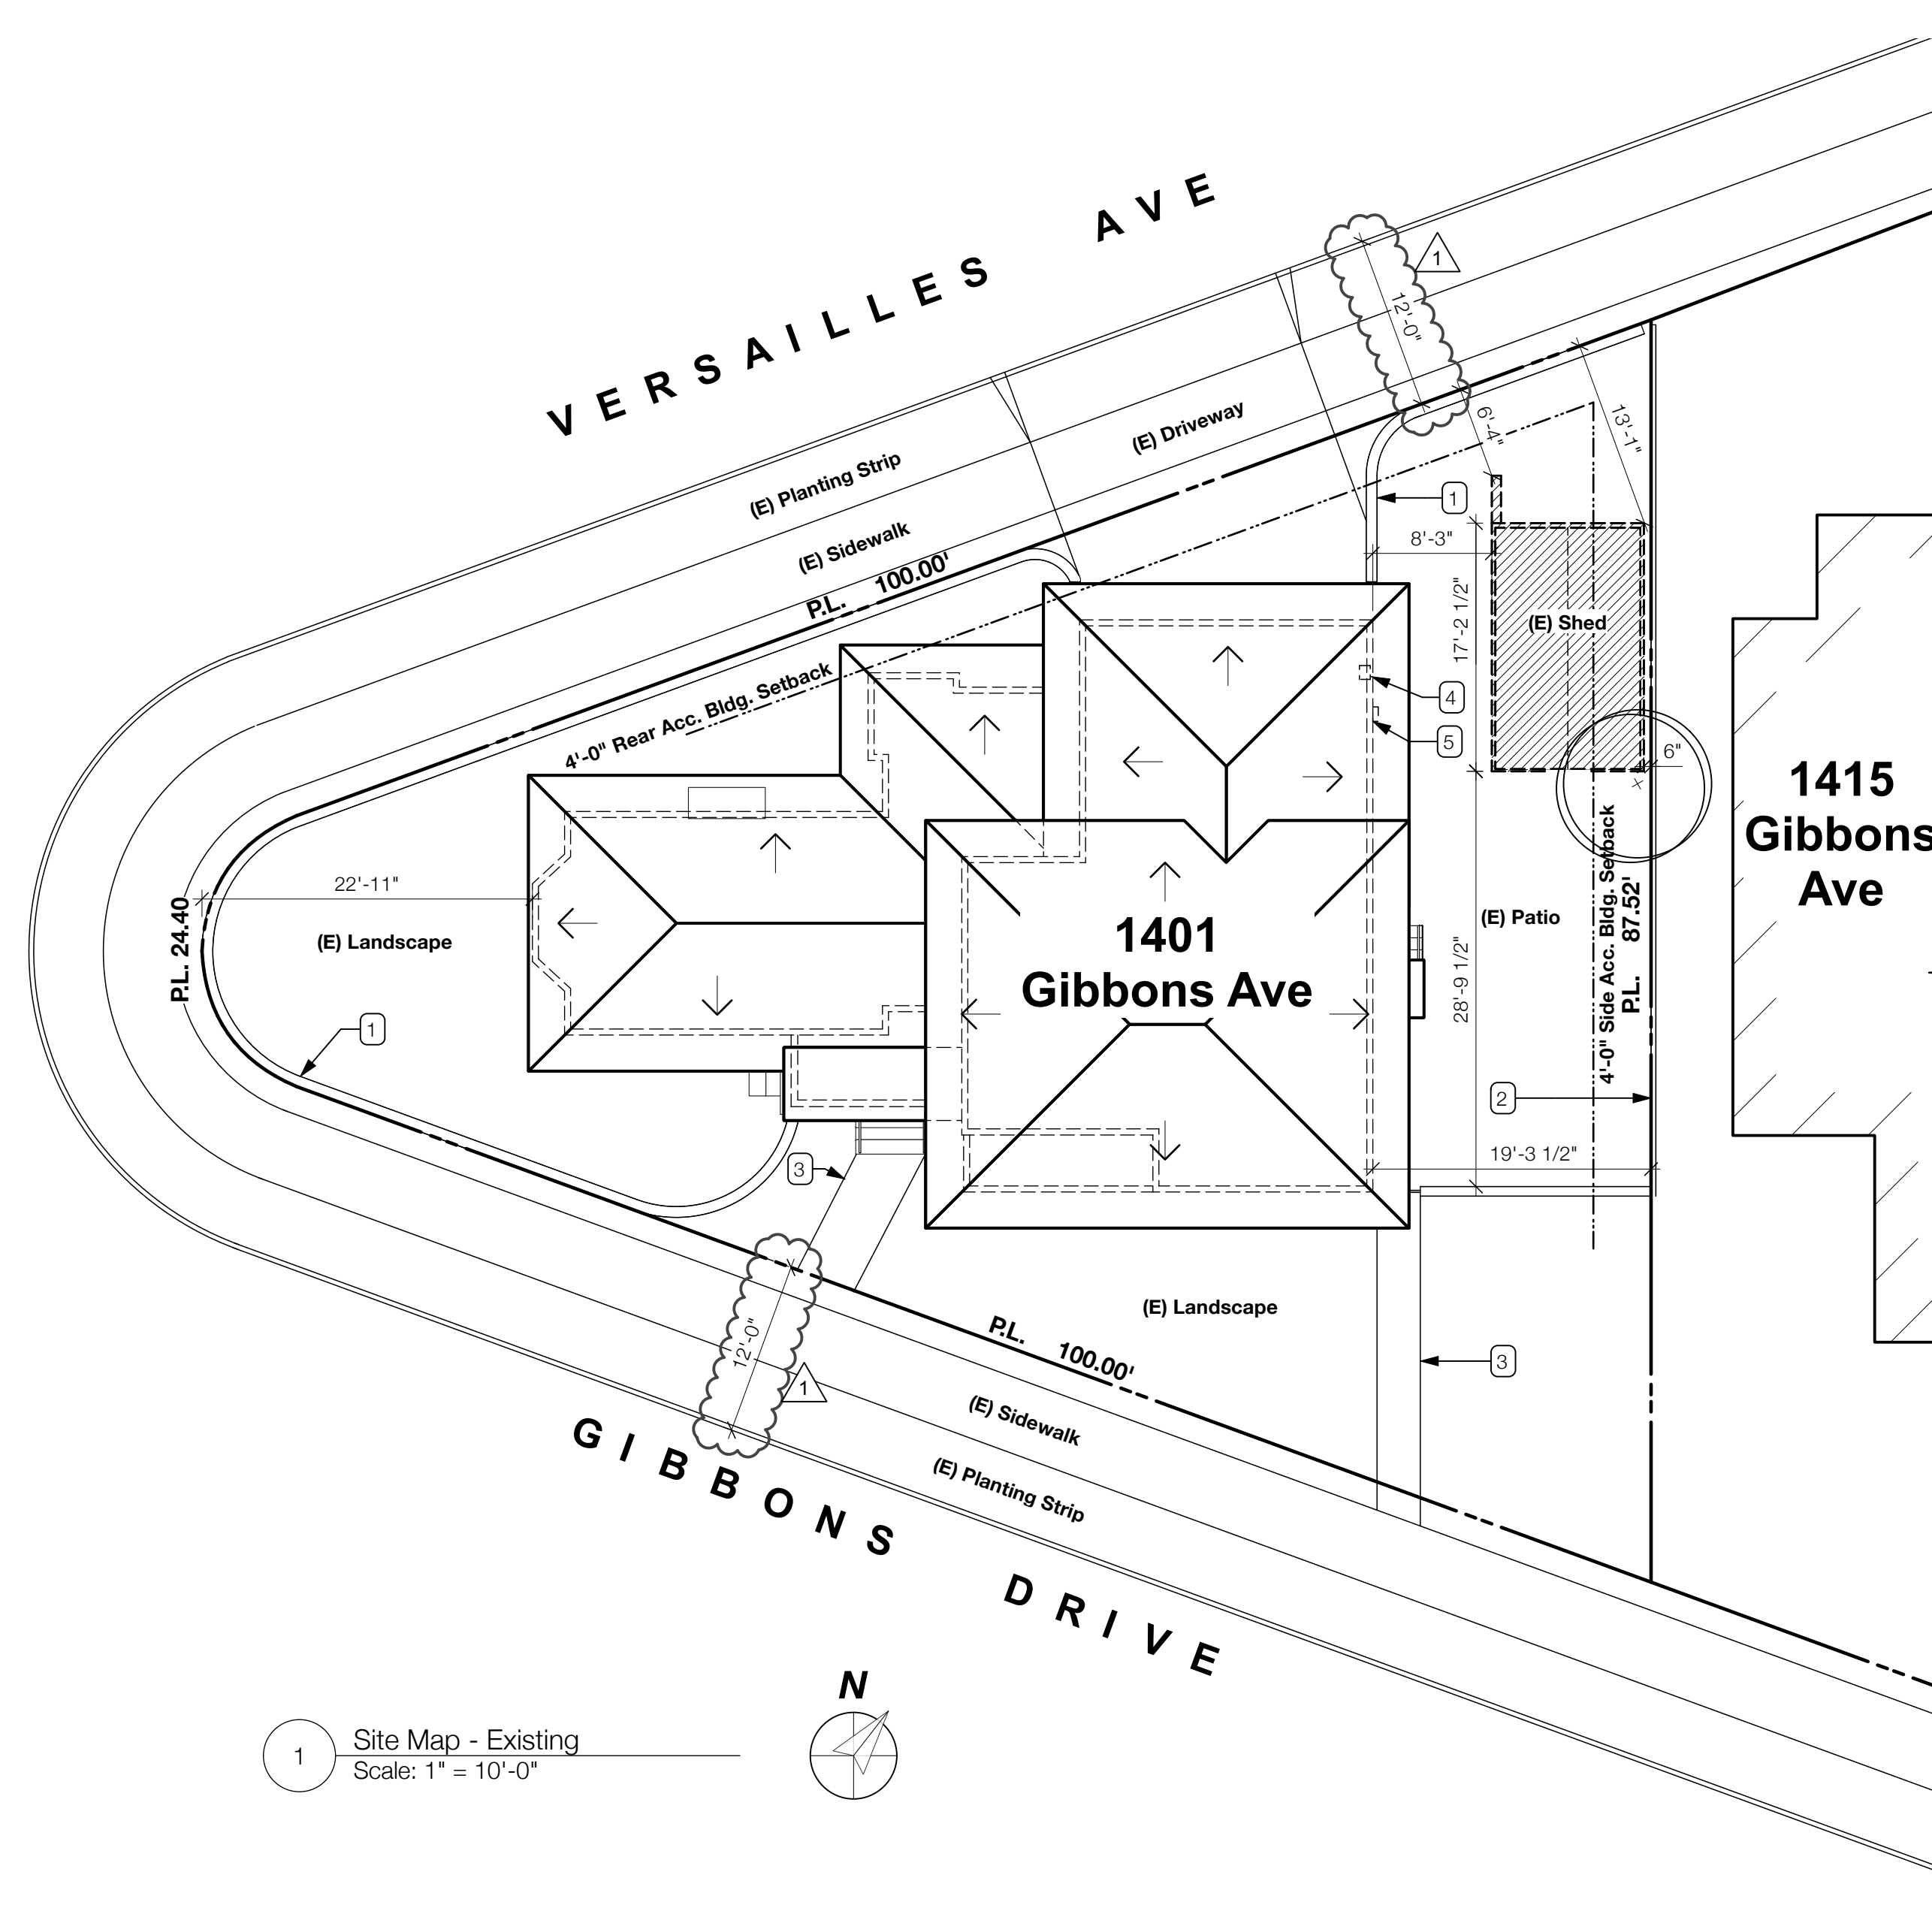 VERSAILLES AVE
1
12'-0"
(E) Driveway
6'-4"
13'-1"
(E) Planting Strip
1
(E) Sidewalk
8'-3"
P.L. 100.00'
17'-2 1/2"
(E) Shed
4'-0" Rear Acc. Bldg. Setback
4
5
6"
1415
Gibbons
Ave
22'-11"
P.L. 24.40
(E) Landscape
1401
Gibbons Ave
(E) Patio
28'-9 1/2"
4'-0" Side Acc. Bldg. Setback
P.L. 87.52'
1
2
19'-3 1/2"
3
(E) Landscape
12'-0"
1
P.L. 100.00'
3
(E) Sidewalk
(E) Planting Strip
GIBBONS DRIVE
N
1
Site Map - Existing
Scale: 1" = 10'-0"